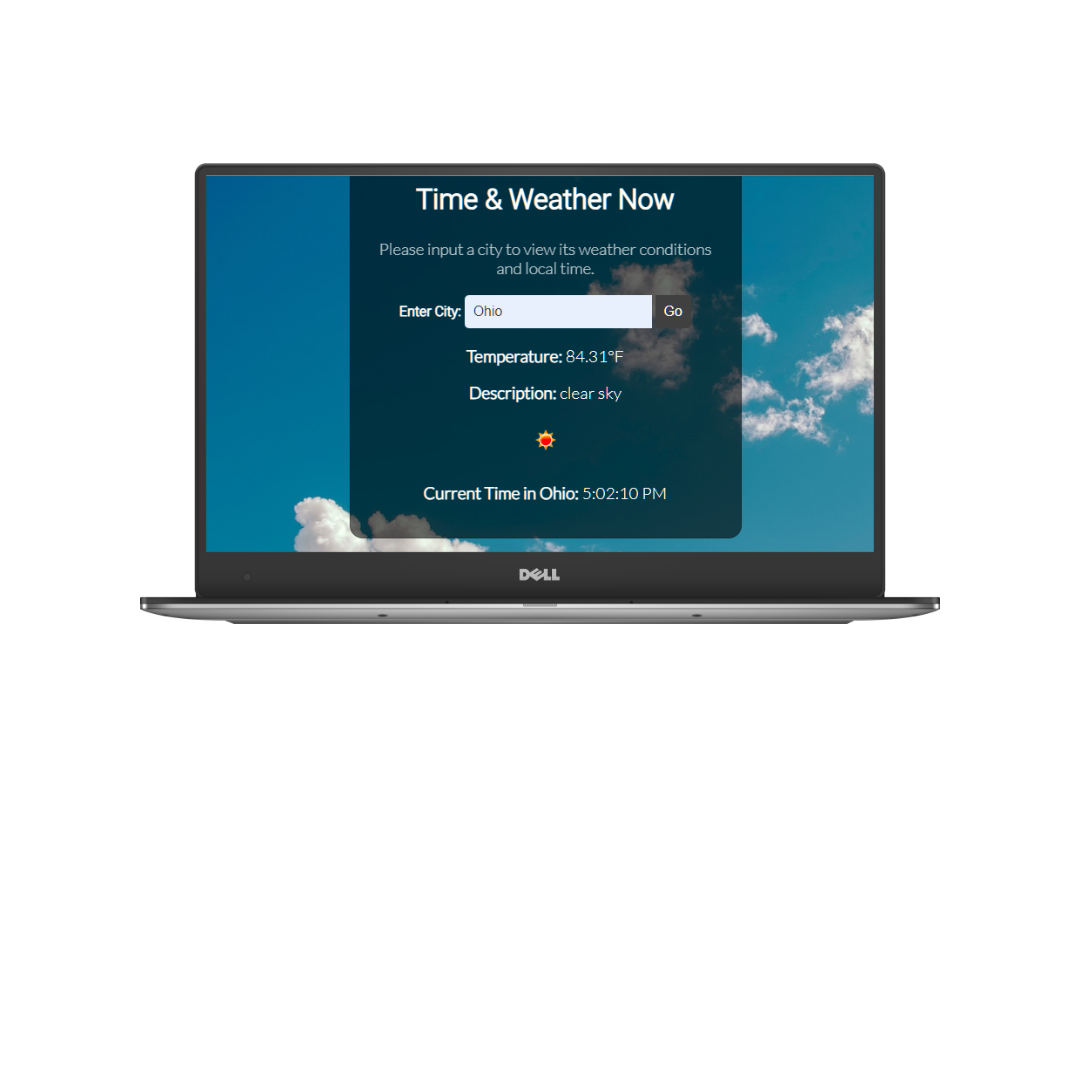 Time & Weather Now
Please input a city to view its weather conditions
and local time.
Enter City: Ohio Go
Temperature: 84.31°F
Description: clear sky
Current Time in Ohio: 5:02:10 PM
DELL